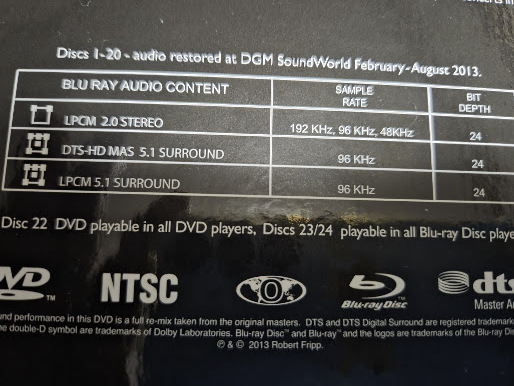 Discs 1-20 - audio restored at DGM SoundWorld February-August 2013.
BLU RAY AUDIO CONTENT SAMPLE RATE BIT DEPTH
LPCM 2.0 STEREO 192 KHz, 96 KHz, 48KHz 24
DTS-HD MAS 5.1 SURROUND 96 KHz 24
LPCM 5.1 SURROUND 96 KHz 24
Disc 22 DVD playable in all DVD players, Discs 23/24 playable in all Blu-ray Disc playe
DVD NTSC 0 Blu-ray Disc dts
Master Au
und performance in this DVD is a full re-mix taken from the original masters. DTS and DTS Digital Surround are registered trademark
he double-D symbol are trademarks of Dolby Laboratories. Blu-ray Disc™ and Blu-ray™ and the logos are trademarks of the Blu-ray
℗ & © 2013 Robert Fripp.